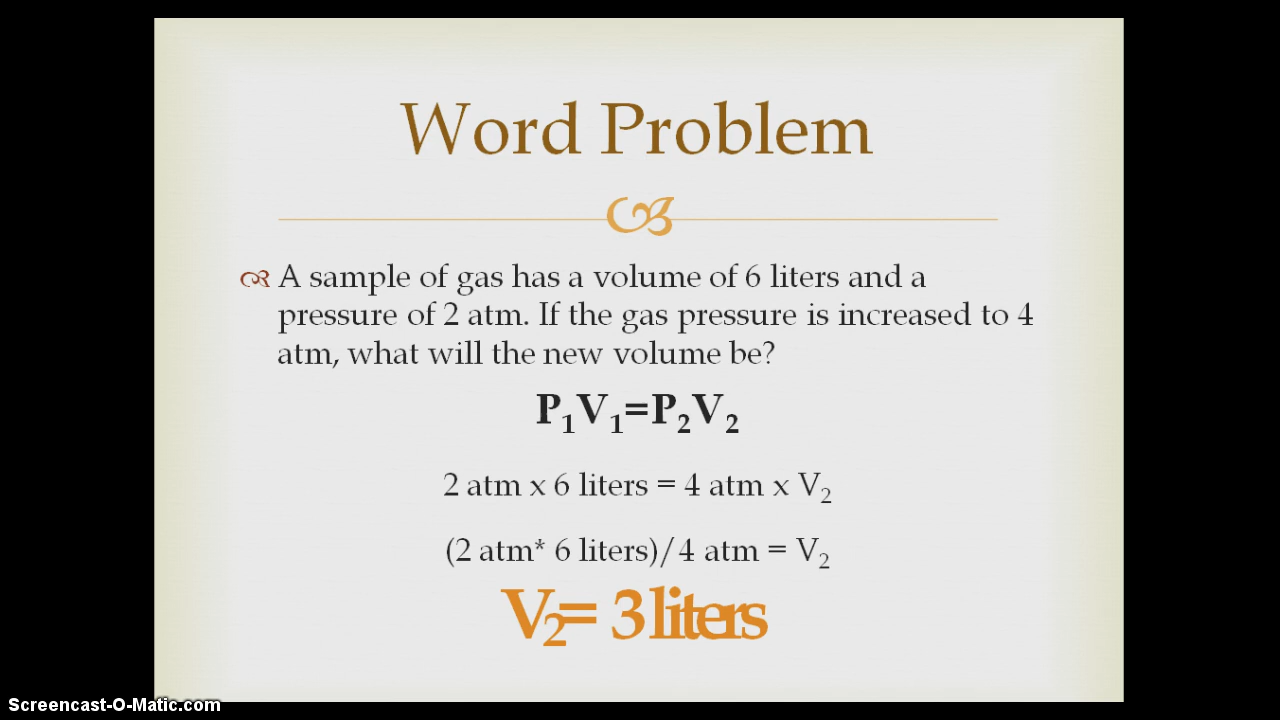 Word Problem
A sample of gas has a volume of 6 liters and a
pressure of 2 atm. If the gas pressure is increased to 4
atm, what will the new volume be?
P₁V₁=P₂V₂
2 atm x 6 liters = 4 atm x V₂
(2 atm* 6 liters)/4 atm = V₂
V₂= 3 liters
Screencast-O-Matic.com